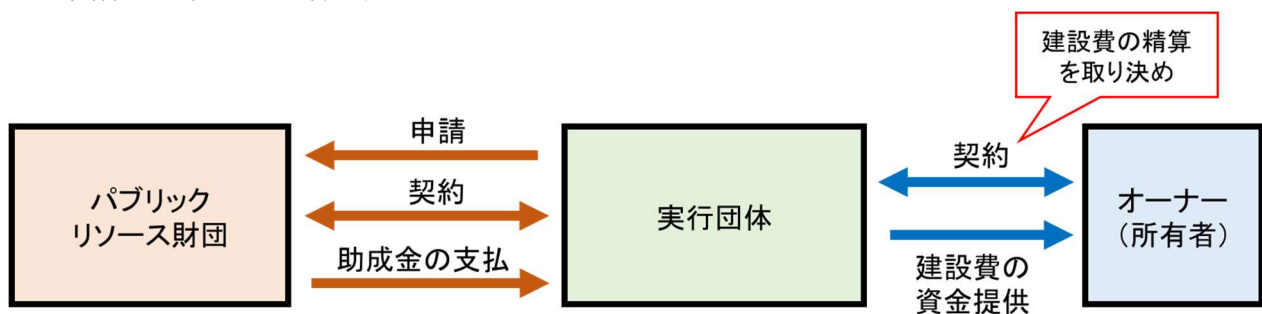 建設費の精算
を取り決め
申請
契約
助成金の支払
パブリック
リソース財団
実行団体
契約
建設費の
資金提供
オーナー
（所有者）